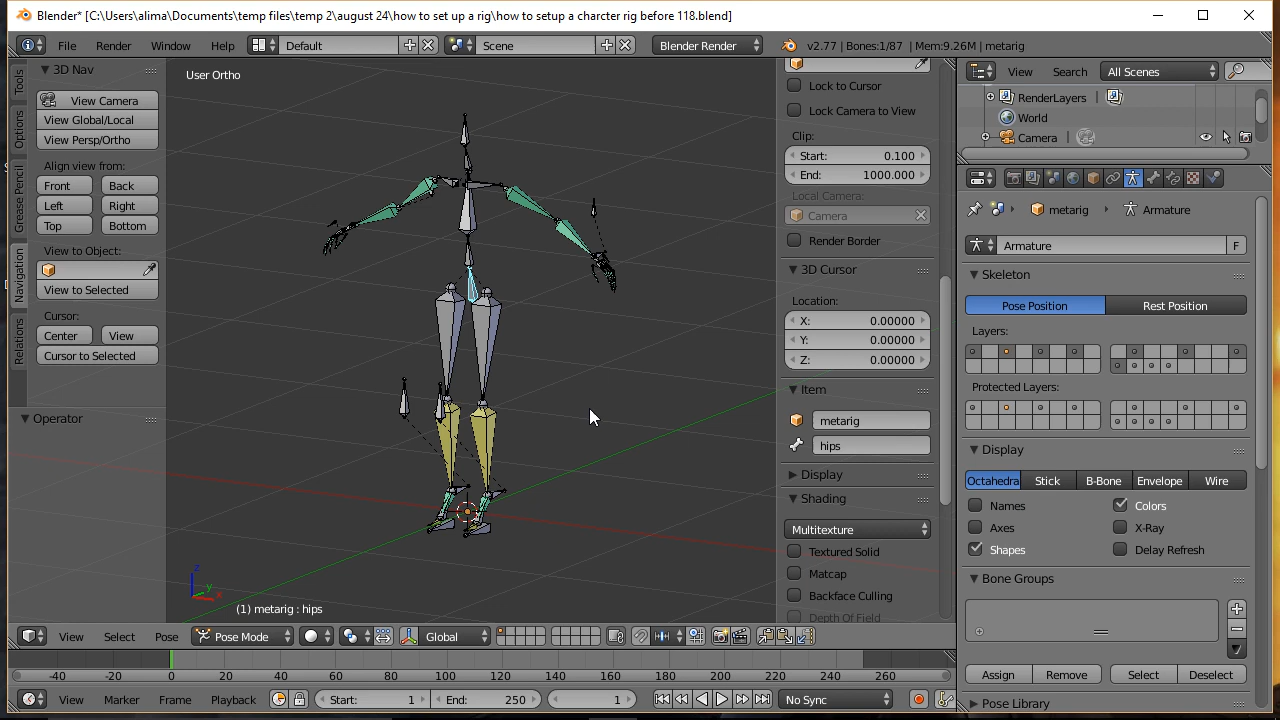 Blender* [C:\Users\alima\Documents\temp files\temp 2\august 24\how to set up a rig\how to setup a charcter rig before 118.blend]
File Render Window Help Default Scene Blender Render v2.77 | Bones:1/87 | Mem:9.26M | metarig
Tools
Options
Grease Pencil
Navigation
Relations
3D Nav
View Camera
View Global/Local
View Persp/Ortho
Align view from:
Front Back
Left Right
Top Bottom
View to Object:
View to Selected
Cursor:
Center View
Cursor to Selected
Operator
User Ortho
z
y
x
(1) metarig : hips
Lock to Cursor
Lock Camera to View
Clip:
Start: 0.100
End: 1000.000
Local Camera:
Camera
Render Border
3D Cursor
Location:
X: 0.00000
Y: 0.00000
Z: 0.00000
Item
metarig
hips
Display
Shading
Multitexture
Textured Solid
Matcap
Backface Culling
Depth Of Field
View Search All Scenes
RenderLayers
World
Camera
metarig Armature
Armature F
Skeleton
Pose Position Rest Position
Layers:
Protected Layers:
Display
Octahedra Stick B-Bone Envelope Wire
Names Colors
Axes X-Ray
Shapes Delay Refresh
Bone Groups
Assign Remove Select Deselect
Pose Library
View Select Pose Pose Mode Global
-40 -20 0 20 40 60 80 100 120 140 160 180 200 220 240 260
View Marker Frame Playback Start: 1 End: 250 1 No Sync